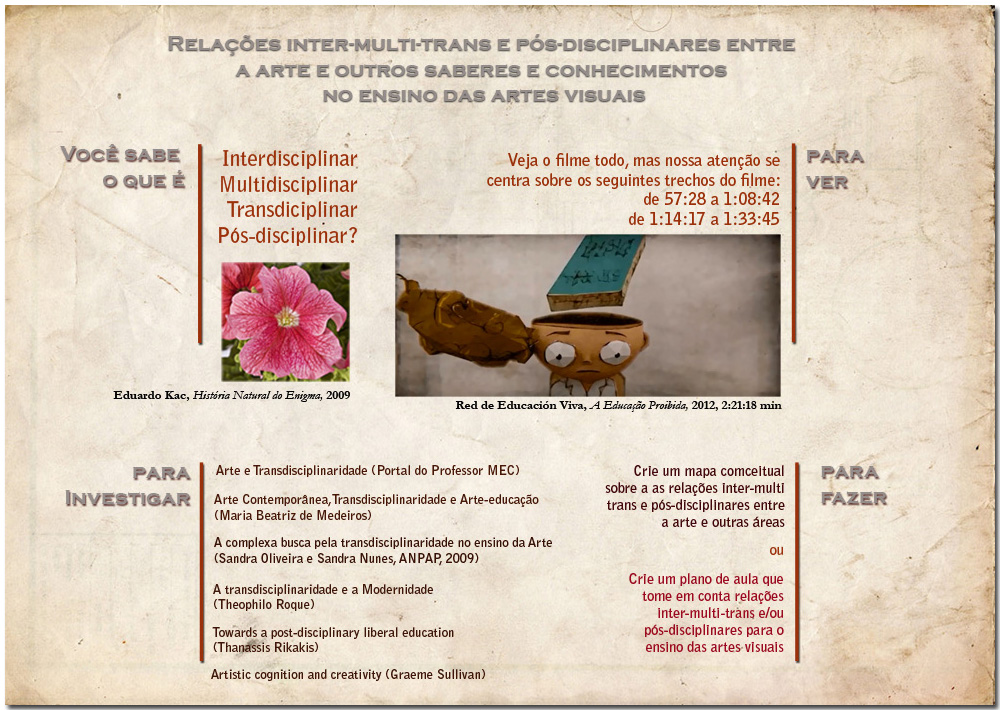 RELAÇÕES INTER-MULTI-TRANS E PÓS-DISCIPLINARES ENTRE
A ARTE E OUTROS SABERES E CONHECIMENTOS
NO ENSINO DAS ARTES VISUAIS
VOCÊ SABE
O QUE É
Interdisciplinar
Multidisciplinar
Transdiciplinar
Pós-disciplinar?
Eduardo Kac, História Natural do Enigma, 2009
Veja o filme todo, mas nossa atenção se
centra sobre os seguintes trechos do filme:
de 57:28 a 1:08:42
de 1:14:17 a 1:33:45
PARA
VER
Red de Educación Viva, A Educação Proibida, 2012, 2:21:18 min
PARA
INVESTIGAR
Arte e Transdisciplinaridade (Portal do Professor MEC)
Arte Contemporânea, Transdisciplinaridade e Arte-educação
(Maria Beatriz de Medeiros)
A complexa busca pela transdisciplinaridade no ensino da Arte
(Sandra Oliveira e Sandra Nunes, ANPAP, 2009)
A transdisciplinaridade e a Modernidade
(Theophilo Roque)
Towards a post-disciplinary liberal education
(Thanassis Rikakis)
Artistic cognition and creativity (Graeme Sullivan)
Crie um mapa comceitual
sobre a as relações inter-multi
trans e pós-disciplinares entre
a arte e outras áreas
ou
Crie um plano de aula que
tome em conta relações
inter-multi-trans e/ou
pós-disciplinares para o
ensino das artes visuais
PARA
FAZER